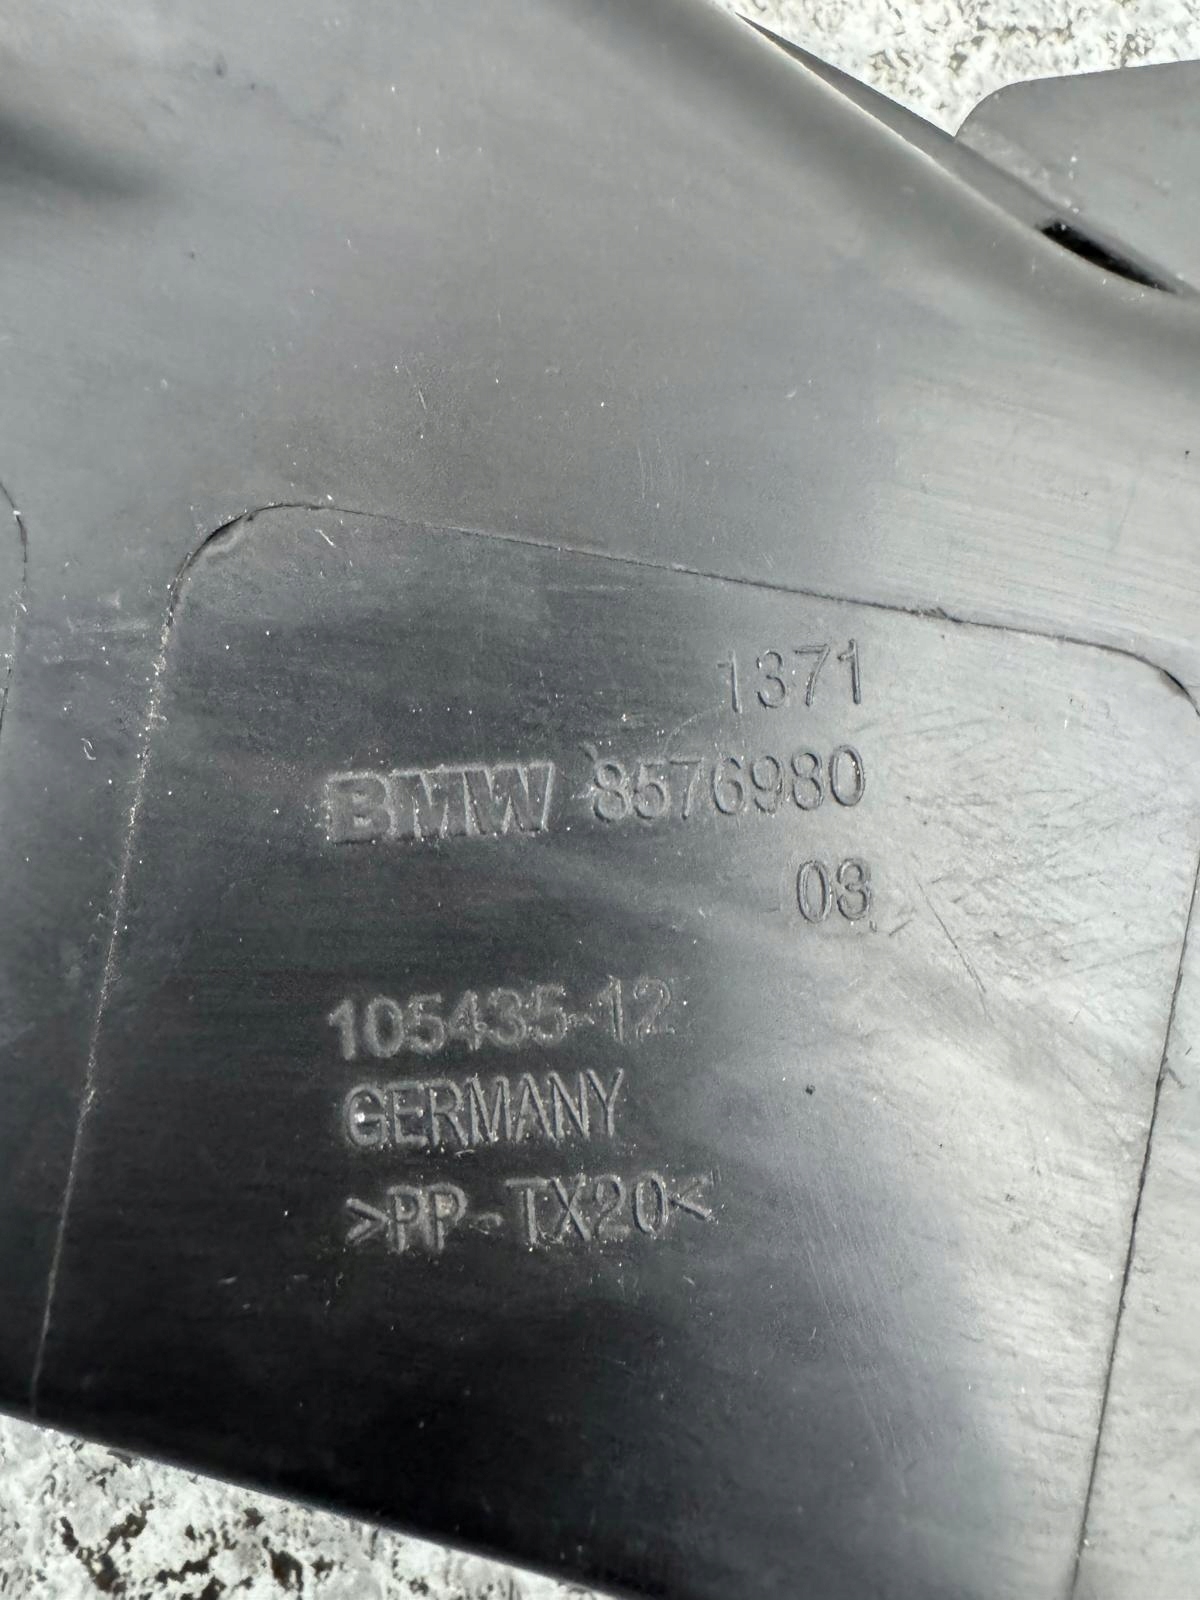 1371
BMW 8576980
03
105435-12
GERMANY
>PP-TX20<